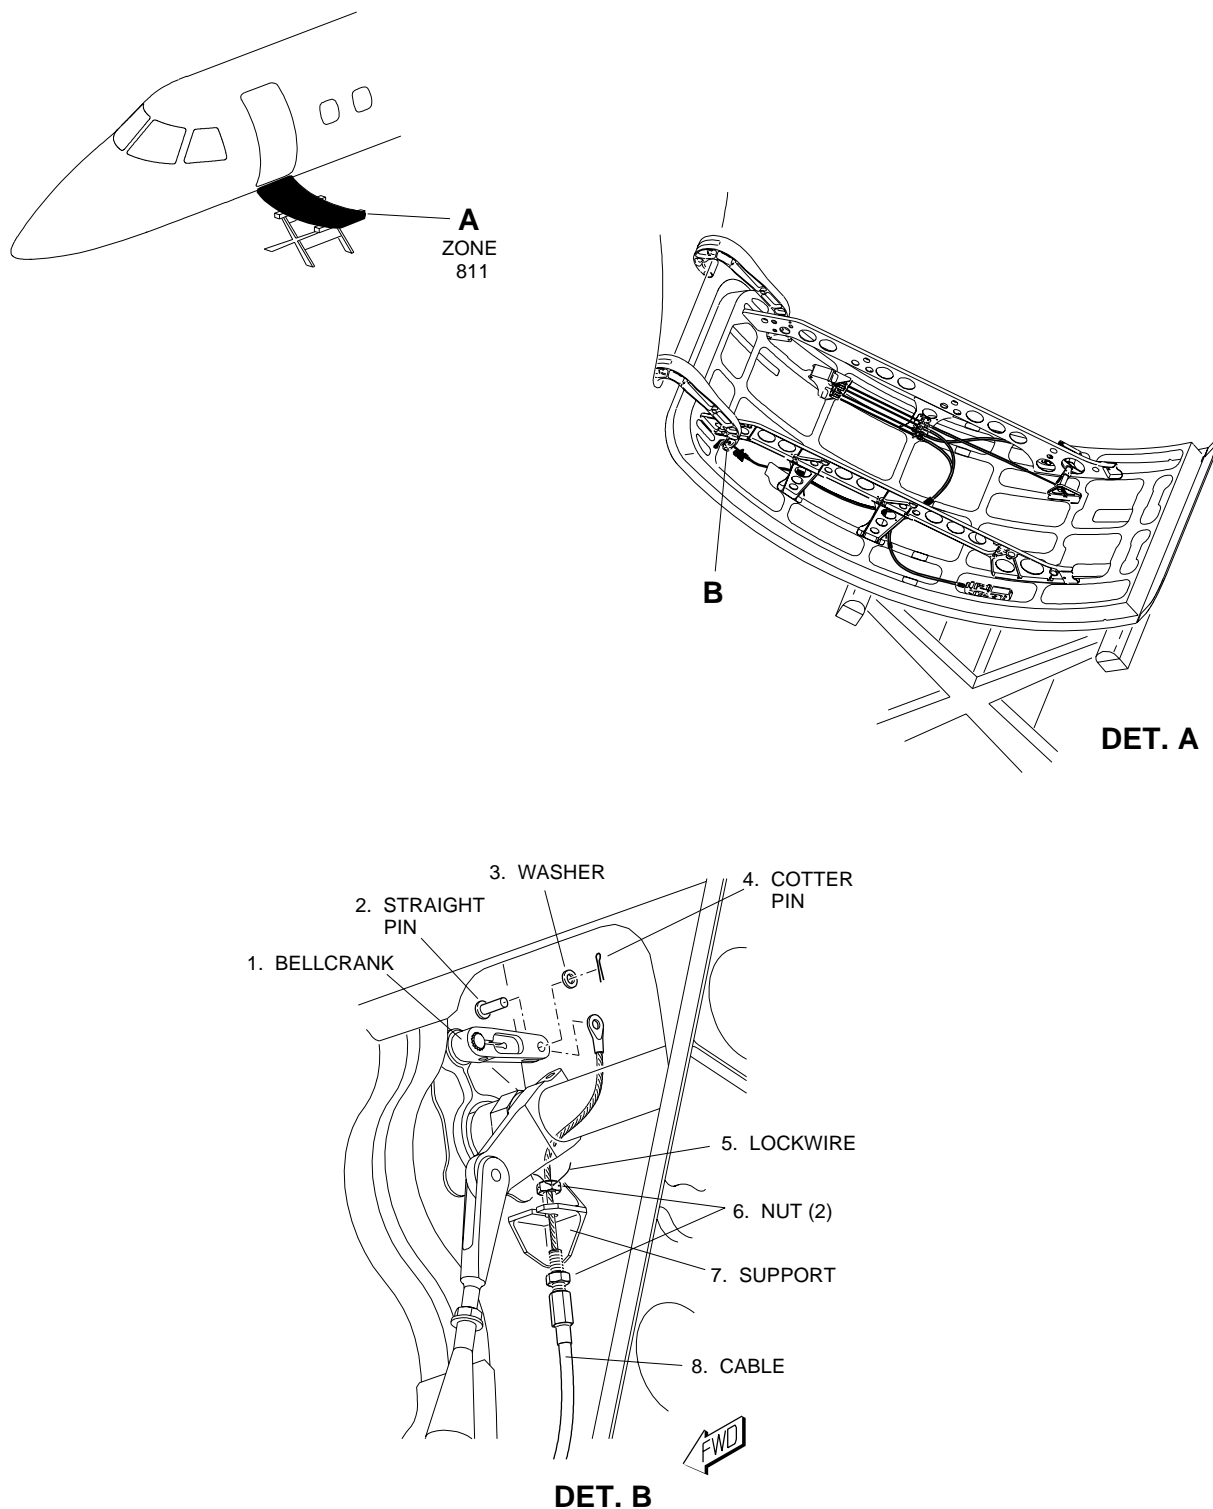 A
ZONE
811
B
DET. A
3. WASHER
4. COTTER
PIN
2. STRAIGHT
PIN
1. BELLCRANK
5. LOCKWIRE
6. NUT (2)
7. SUPPORT
8. CABLE
FWD
DET. B